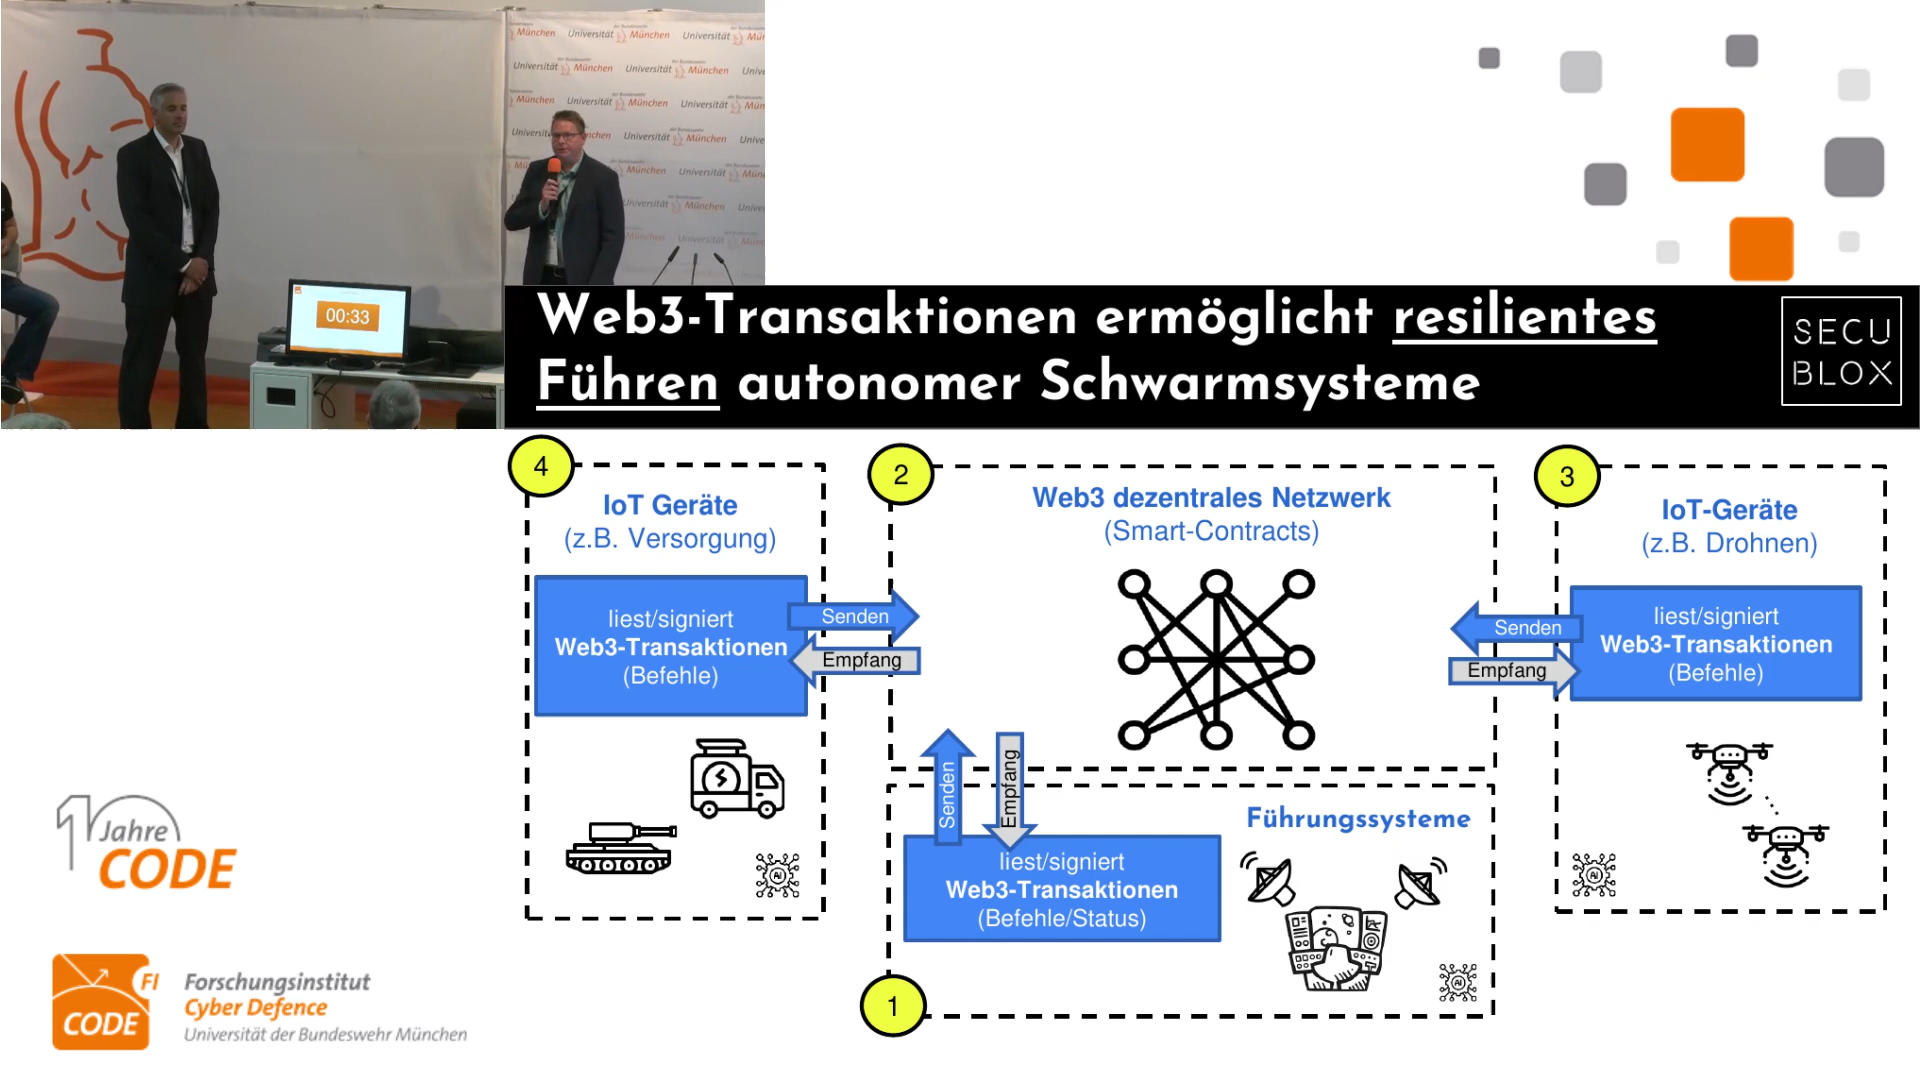 der Bundeswehr
Universität München
00:33
Web3-Transaktionen ermöglicht resilientes
Führen autonomer Schwarmsysteme
SECU
BLOX
4
IoT Geräte
(z.B. Versorgung)
liest/signiert
Web3-Transaktionen
(Befehle)
Senden
Empfang
AI
2
Web3 dezentrales Netzwerk
(Smart-Contracts)
Senden
Empfang
3
IoT-Geräte
(z.B. Drohnen)
Senden
Empfang
liest/signiert
Web3-Transaktionen
(Befehle)
AI
Führungssysteme
liest/signiert
Web3-Transaktionen
(Befehle/Status)
AI
1
10 Jahre
CODE
FI
CODE
Forschungsinstitut
Cyber Defence
Universität der Bundeswehr München